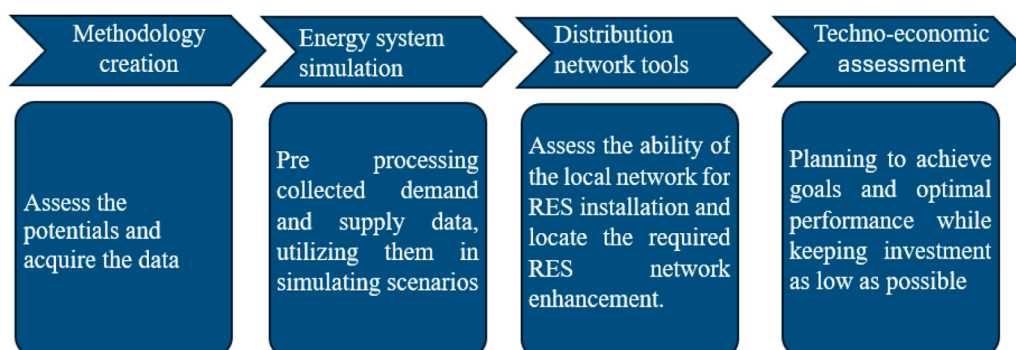 Methodology
creation
Energy system
simulation
Distribution
network tools
Techno-economic
assessment
Assess the
potentials and
acquire the data
Pre processing
collected demand
and supply data,
utilizing them in
simulating scenarios
Assess the ability of
the local network for
RES installation and
locate the required
RES network
enhancement.
Planning to achieve
goals and optimal
performance while
keeping investment
as low as possible